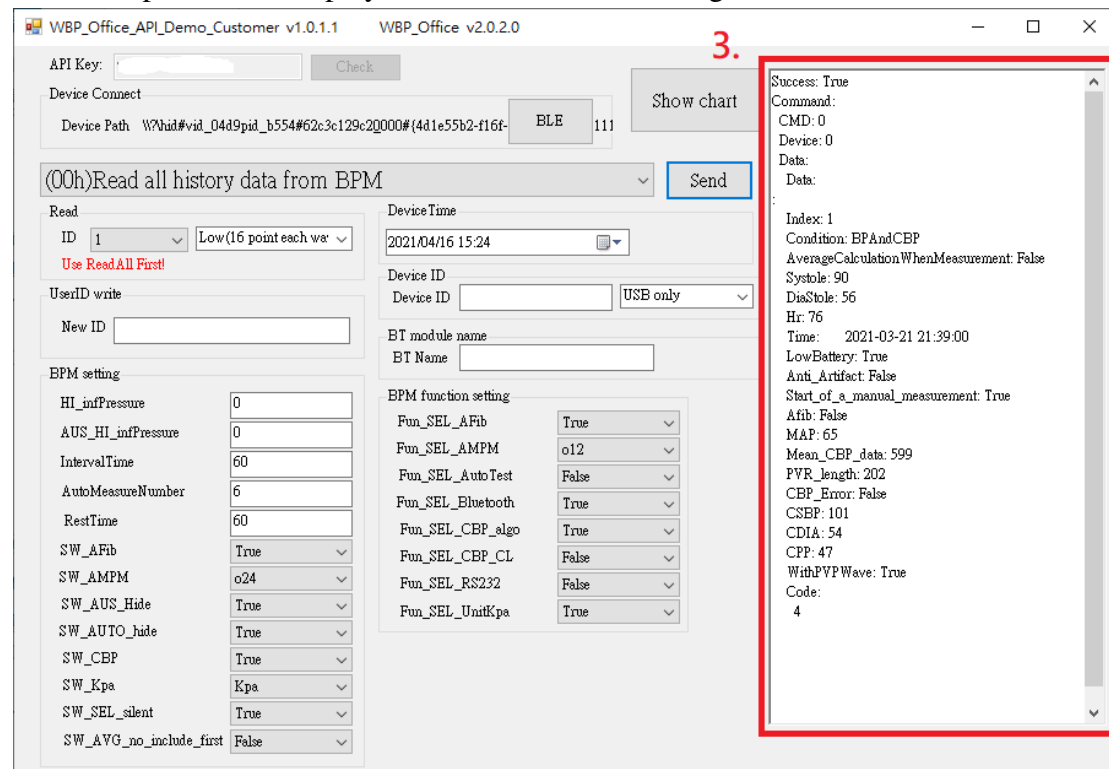 WBP_Office_API_Demo_Customer v1.0.1.1 WBP_Office v2.0.2.0
3.
API Key:
Check
Device Connect
Device Path \\?\hid#vid_04d9pid_b554#62c3c129c20000#{4d1e55b2-f16f-
BLE
111
Show chart
(00h)Read all history data from BPM
Send
Read
ID 1 Low(16 point each wa
Use ReadAll First!
UserID write
New ID
BPM setting
HI_infPressure 0
AUS_HI_infPressure 0
IntervalTime 60
AutoMeasureNumber 6
RestTime 60
SW_AFib True
SW_AMPM o24
SW_AUS_Hide True
SW_AUTO_hide True
SW_CBP True
SW_Kpa Kpa
SW_SEL_silent True
SW_AVG_no_include_first False
DeviceTime
2021/04/16 15:24
Device ID
Device ID USB only
BT module name
BT Name
BPM function setting
Fun_SEL_AFib True
Fun_SEL_AMPM o12
Fun_SEL_AutoTest False
Fun_SEL_Bluetooth True
Fun_SEL_CBP_algo True
Fun_SEL_CBP_CL False
Fun_SEL_RS232 False
Fun_SEL_UnitKpa True
Success: True
Command:
CMD: 0
Device: 0
Data:
Data:
:
Index: 1
Condition: BPAndCBP
AverageCalculationWhenMeasurement: False
Systole: 90
DiaStole: 56
Hr: 76
Time: 2021-03-21 21:39:00
LowBattery: True
Anti_Artifact: False
Start_of_a_manual_measurement: True
Afib: False
MAP: 65
Mean_CBP_data: 599
PVR_length: 202
CBP_Error: False
CSBP: 101
CDIA: 54
CPP: 47
WithPVPWave: True
Code:
4